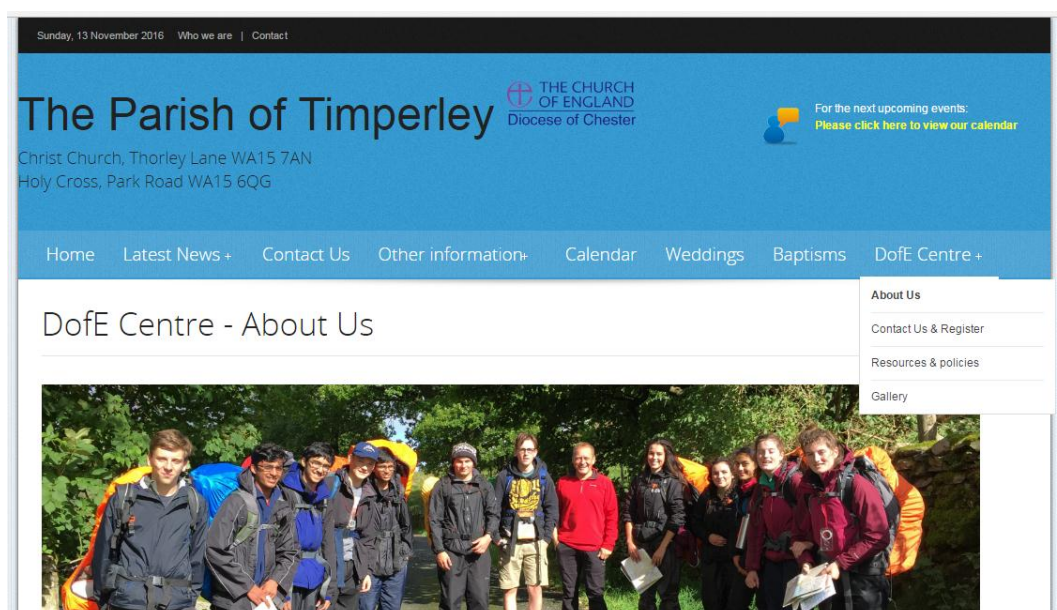 Sunday, 13 November 2016 Who we are | Contact
The Parish of Timperley
THE CHURCH
OF ENGLAND
Diocese of Chester
For the next upcoming events:
Please click here to view our calendar
Christ Church, Thorley Lane WA15 7AN
Holy Cross, Park Road WA15 6QG
Home Latest News + Contact Us Other information+ Calendar Weddings Baptisms DofE Centre +
About Us
Contact Us & Register
Resources & policies
Gallery
DofE Centre - About Us